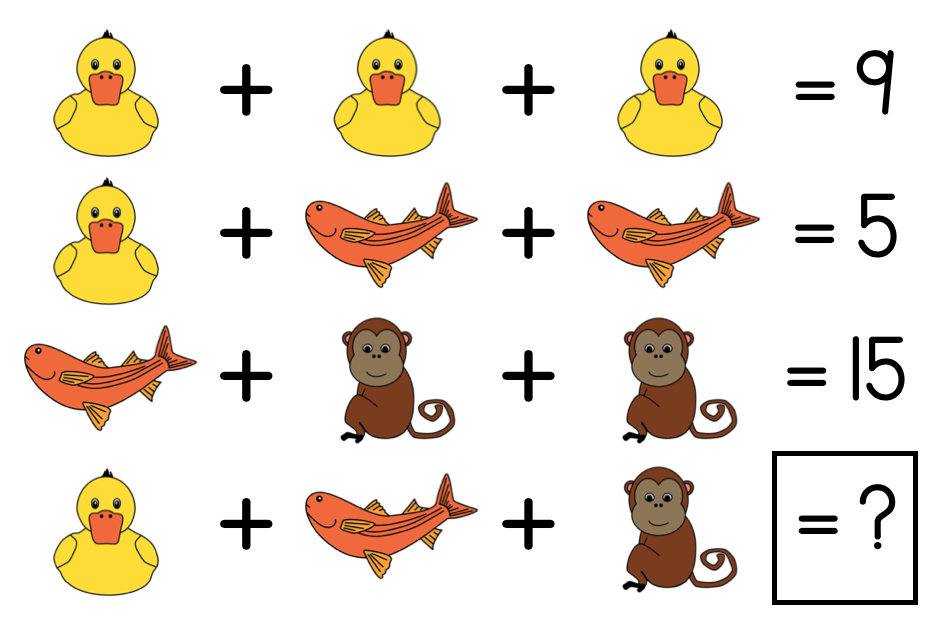 + + = 9
+ + = 5
+ + = 15
+ + = ?